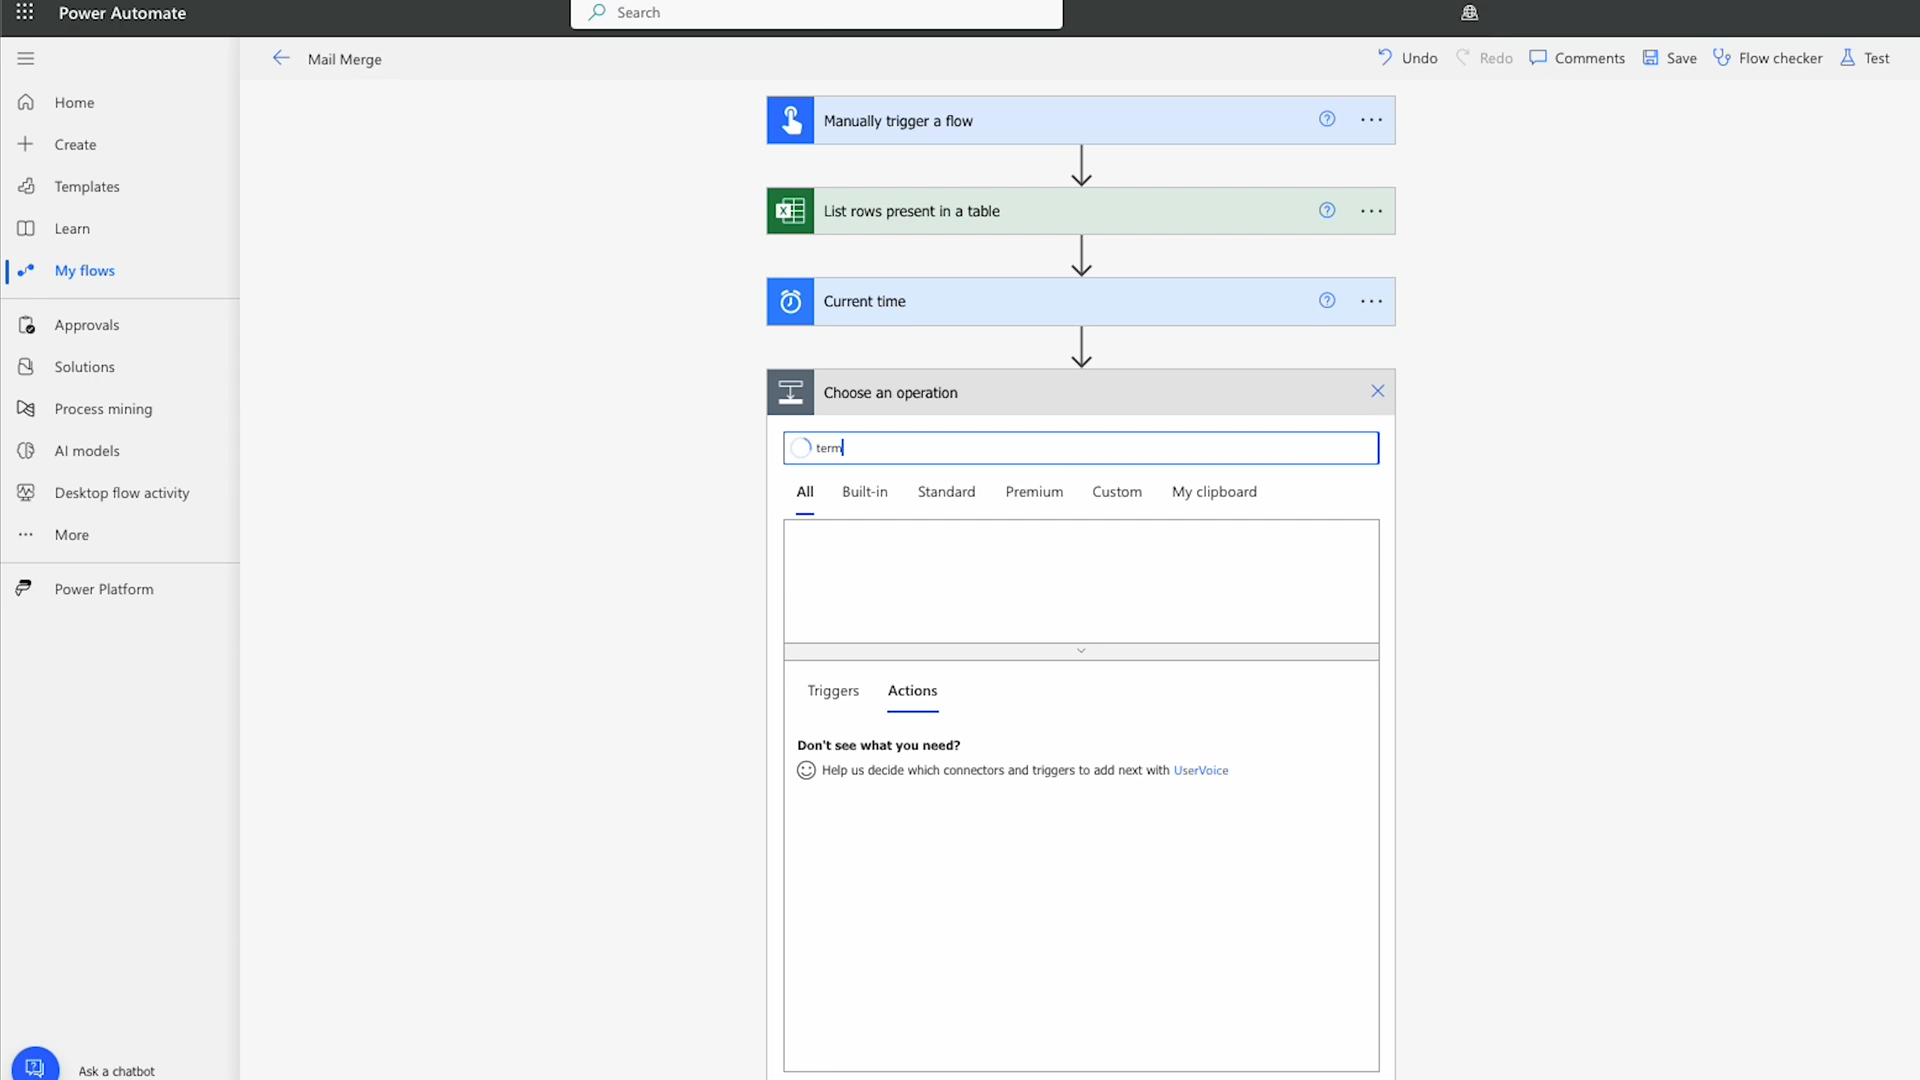 Power Automate
Search
Mail Merge
Undo
Redo
Comments
Save
Flow checker
Test
Home
Create
Templates
Learn
My flows
Approvals
Solutions
Process mining
AI models
Desktop flow activity
More
Power Platform
Ask a chatbot
Manually trigger a flow
List rows present in a table
Current time
Choose an operation
term
All Built-in Standard Premium Custom My clipboard
Triggers Actions
Don't see what you need?
Help us decide which connectors and triggers to add next with UserVoice